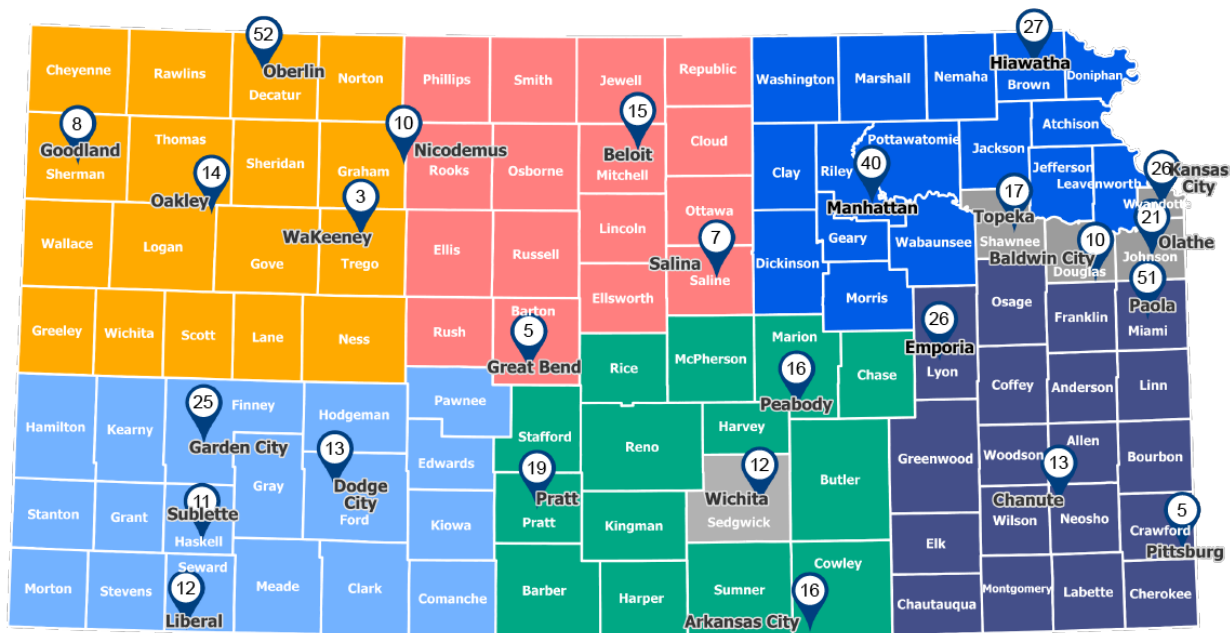 52
27
Cheyenne
Rawlins
Oberlin
Decatur
Norton
Phillips
Smith
Jewell
Republic
Washington
Marshall
Nemaha
Hiawatha
Brown
Doniphan
8
Goodland
Sherman
Thomas
14
Oakley
Sheridan
10
Nicodemus
Graham
3
WaKeeney
Rooks
Osborne
15
Beloit
Mitchell
Cloud
Clay
Riley
Pottawatomie
40
Manhattan
Jackson
Atchison
Jefferson
Leavenworth
26
Kansas
City
Wyandotte
Wallace
Logan
Gove
Trego
Ellis
Russell
Lincoln
Ottawa
7
Salina
Saline
Dickinson
Geary
Wabaunsee
17
Topeka
Shawnee
10
Baldwin City
Douglas
21
Olathe
Johnson
Greeley
Wichita
Scott
Lane
Ness
Rush
Barton
5
Great Bend
Ellsworth
Rice
McPherson
Marion
16
Peabody
Morris
Chase
26
Emporia
Lyon
Osage
Franklin
51
Paola
Miami
Coffey
Anderson
Linn
Hamilton
Kearny
25
Finney
Garden City
Hodgeman
Pawnee
Stafford
Reno
Harvey
Butler
Greenwood
Woodson
Allen
Bourbon
Stanton
Grant
11
Sublette
Haskell
Gray
13
Dodge
City
Ford
Edwards
Kiowa
19
Pratt
Pratt
Kingman
12
Wichita
Sedgwick
Elk
13
Chanute
Wilson
Neosho
5
Crawford
Pittsburg
Morton
Stevens
Seward
12
Liberal
Meade
Clark
Comanche
Barber
Harper
Sumner
Cowley
16
Arkansas City
Chautauqua
Montgomery
Labette
Cherokee